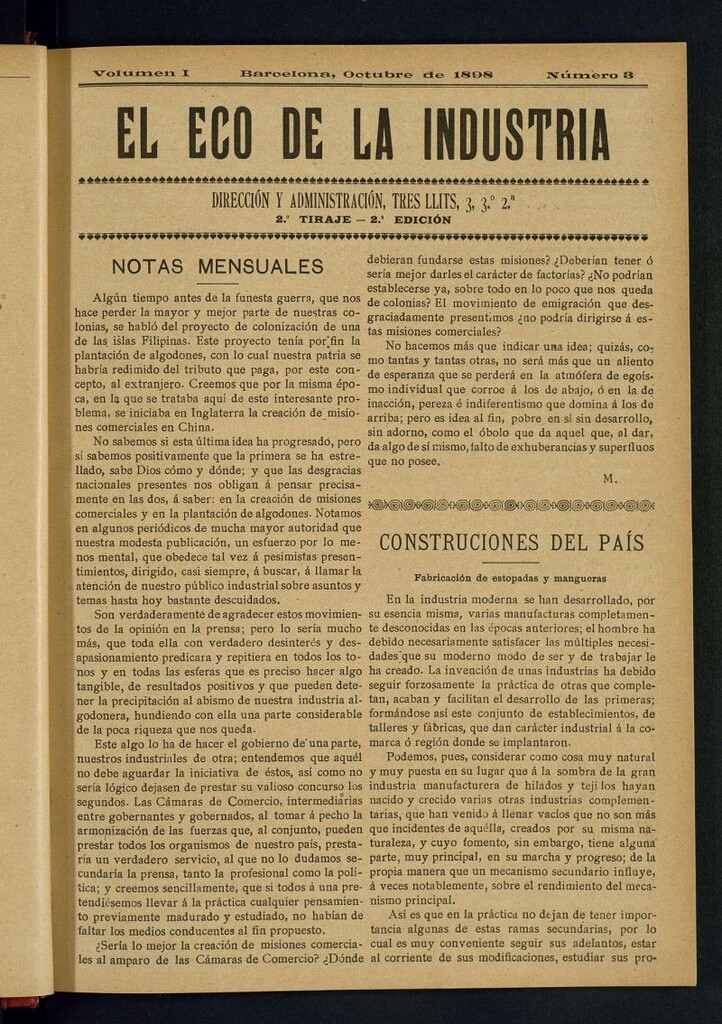 Volumen I Barcelona, Octubre de 1898 Número 3
EL ECO DE LA INDUSTRIA
DIRECCIÓN Y ADMINISTRACIÓN, TRES LLITS, 3, 3.º 2.ª
2.º TIRAJE — 2.ª EDICIÓN
NOTAS MENSUALES
Algún tiempo antes de la funesta guerra, que nos
hace perder la mayor y mejor parte de nuestras co-
lonias, se habló del proyecto de colonización de una
de las islas Filipinas. Este proyecto tenía por fin la
plantación de algodones, con lo cual nuestra patria se
habría redimido del tributo que paga, por este con-
cepto, al extranjero. Creemos que por la misma épo-
ca, en la que se trataba aquí de este interesante pro-
blema, se iniciaba en Inglaterra la creación de misio-
nes comerciales en China.
No sabemos si esta última idea ha progresado, pero
sí sabemos positivamente que la primera se ha estre-
llado, sabe Dios cómo y dónde; y que las desgracias
nacionales presentes nos obligan á pensar precisa-
mente en las dos, á saber: en la creación de misiones
comerciales y en la plantación de algodones. Notamos
en algunos periódicos de mucha mayor autoridad que
nuestra modesta publicación, un esfuerzo por lo me-
nos mental, que obedece tal vez á pesimistas presen-
timientos, dirigido, casi siempre, á buscar, á llamar la
atención de nuestro público industrial sobre asuntos y
temas hasta hoy bastante descuidados.
Son verdaderamente de agradecer estos movimien-
tos de la opinión en la prensa; pero lo sería mucho
más, que toda ella con verdadero desinterés y des-
apasionamiento predicara y repitiera en todos los to-
nos y en todas las esferas que es preciso hacer algo
tangible, de resultados positivos y que pueden dete-
ner la precipitación al abismo de nuestra industria al-
godonera, hundiendo con ella una parte considerable
de la poca riqueza que nos queda.
Este algo lo ha de hacer el gobierno de una parte,
nuestros industriales de otra; entendemos que aquél
no debe aguardar la iniciativa de éstos, así como no
sería lógico dejasen de prestar su valioso concurso los
segundos. Las Cámaras de Comercio, intermediarias
entre gobernantes y gobernados, al tomar á pecho la
armonización de las fuerzas que, al conjunto, pueden
prestar todos los organismos de nuestro país, presta-
ría un verdadero servicio, al que no lo dudamos se-
cundaría la prensa, tanto la profesional como la polí-
tica; y creemos sencillamente, que si todos á una pre-
tendiésemos llevar á la práctica cualquier pensamien-
to previamente madurado y estudiado, no habían de
faltar los medios conducentes al fin propuesto.
¿Sería lo mejor la creación de misiones comercia-
les al amparo de las Cámaras de Comercio? ¿Dónde
debieran fundarse estas misiones? ¿Deberían tener ó
sería mejor darles el carácter de factorías? ¿No podrían
establecerse ya, sobre todo en lo poco que nos queda
de colonias? El movimiento de emigración que des-
graciadamente presentimos ¿no podría dirigirse á es-
tas misiones comerciales?
No hacemos más que indicar una idea; quizás, co-
mo tantas y tantas otras, no será más que un aliento
de esperanza que se perderá en la atmófera de egois-
mo individual que corroe á los de abajo, ó en la de
inacción, pereza é indiferentismo que domina á los de
arriba; pero es idea al fin, pobre en sí sin desarrollo,
sin adorno, como el óbolo que da aquel que, al dar,
da algo de sí mismo, falto de exhuberancias y superfluos
que no posee.
M.
CONSTRUCIONES DEL PAÍS
Fabricación de estopadas y mangueras
En la industria moderna se han desarrollado, por
su esencia misma, varias manufacturas completamen-
te desconocidas en las épocas anteriores; el hombre ha
debido necesariamente satisfacer las múltiples necesi-
dades que su moderno modo de ser y de trabajar le
ha creado. La invención de unas industrias ha debido
seguir forzosamente la práctica de otras que comple-
tan, acaban y facilitan el desarrollo de las primeras;
formándose así este conjunto de establecimientos, de
talleres y fábricas, que dan carácter industrial á la co-
marca ó región donde se implantaron.
Podemos, pues, considerar como cosa muy natural
y muy puesta en su lugar que á la sombra de la gran
industria manufacturera de hilados y teji los hayan
nacido y crecido varias otras industrias complemen-
tarias, que han venido á llenar vacíos que no son más
que incidentes de aquélla, creados por su misma na-
turaleza, y cuyo fomento, sin embargo, tiene alguna
parte, muy principal, en su marcha y progreso; de la
propia manera que un mecanismo secundario influye,
á veces notablemente, sobre el rendimiento del meca-
nismo principal.
Así es que en la práctica no dejan de tener impor-
tancia algunas de estas ramas secundarias, por lo
cual es muy conveniente seguir sus adelantos, estar
al corriente de sus modificaciones, estudiar sus pro-